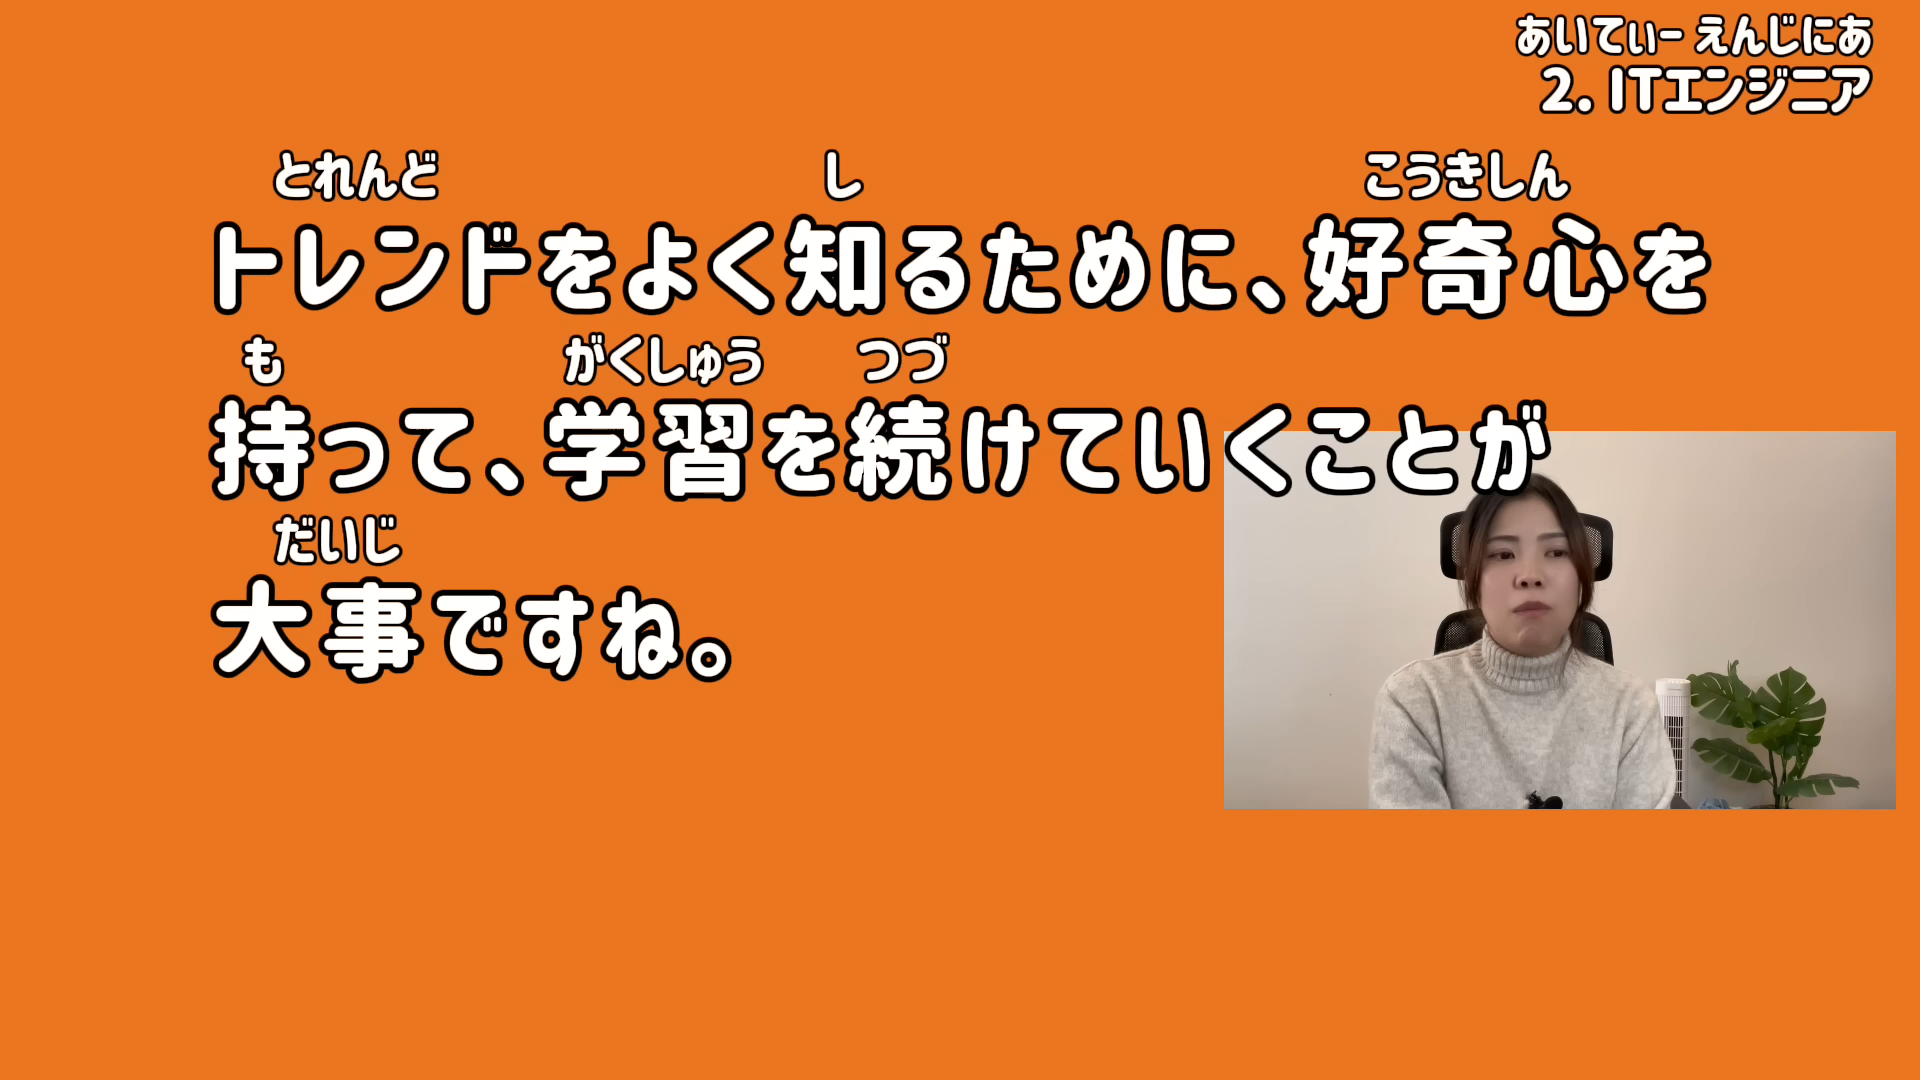 あいてぃー えんじにあ
2. ITエンジニア
とれんど し こうきしん
トレンドをよく知るために、好奇心を
も がくしゅう つづ
持って、学習を続けていくことが
だいじ
大事ですね。